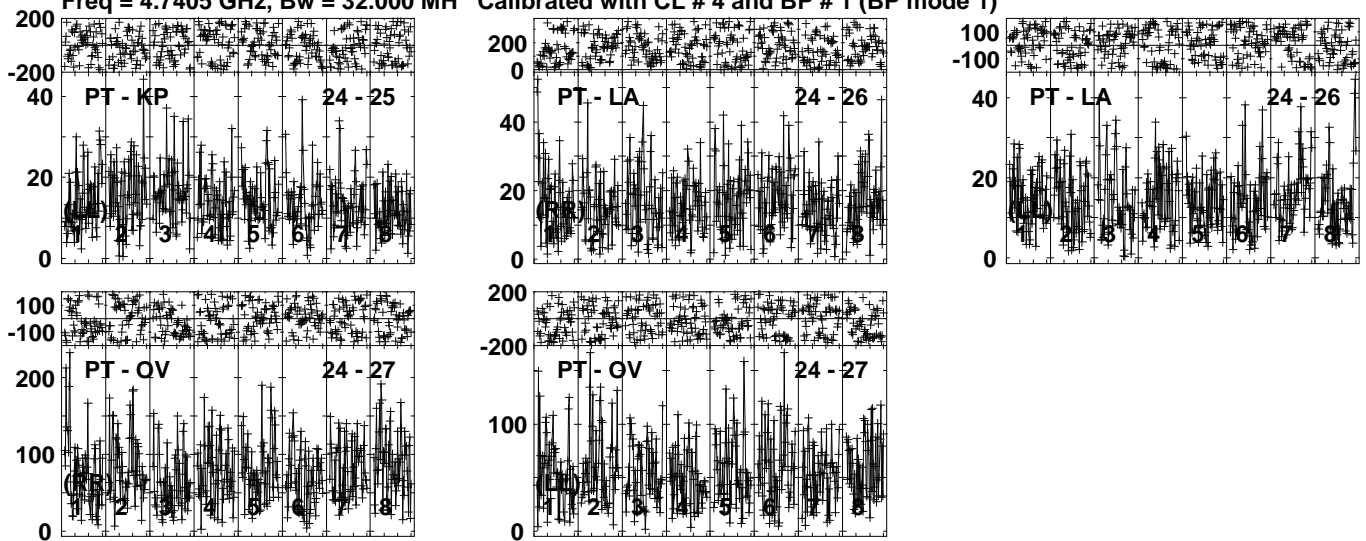 Freq = 4.7405 GHz, Bw = 32.000 MH Calibrated with CL # 4 and BP # 1 (BP mode 1)
200
-200
200
0
100
-100
PT - KP 24 - 25
PT - LA 24 - 26
PT - LA 24 - 26
40
20
0
40
20
0
40
20
0
(LL)
(RR)
(LL)
1 2 3 4 5 6 7 8
1 2 3 4 5 6 7 8
1 2 3 4 5 6 7 8
100
-100
200
-200
PT - OV 24 - 27
PT - OV 24 - 27
200
100
0
100
0
(RR)
(LL)
1 2 3 4 5 6 7 8
1 2 3 4 5 6 7 8